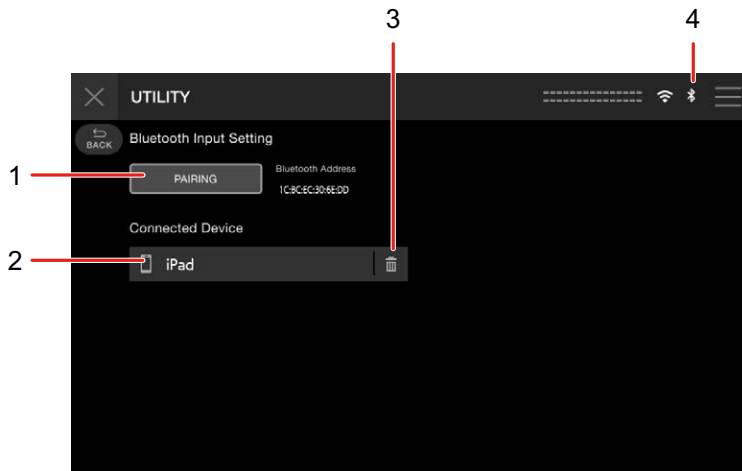 3 4
UTILITY
BACK
Bluetooth Input Setting
1
PAIRING
Bluetooth Address
1C:8C:EC:30:6E:DD
Connected Device
2
iPad